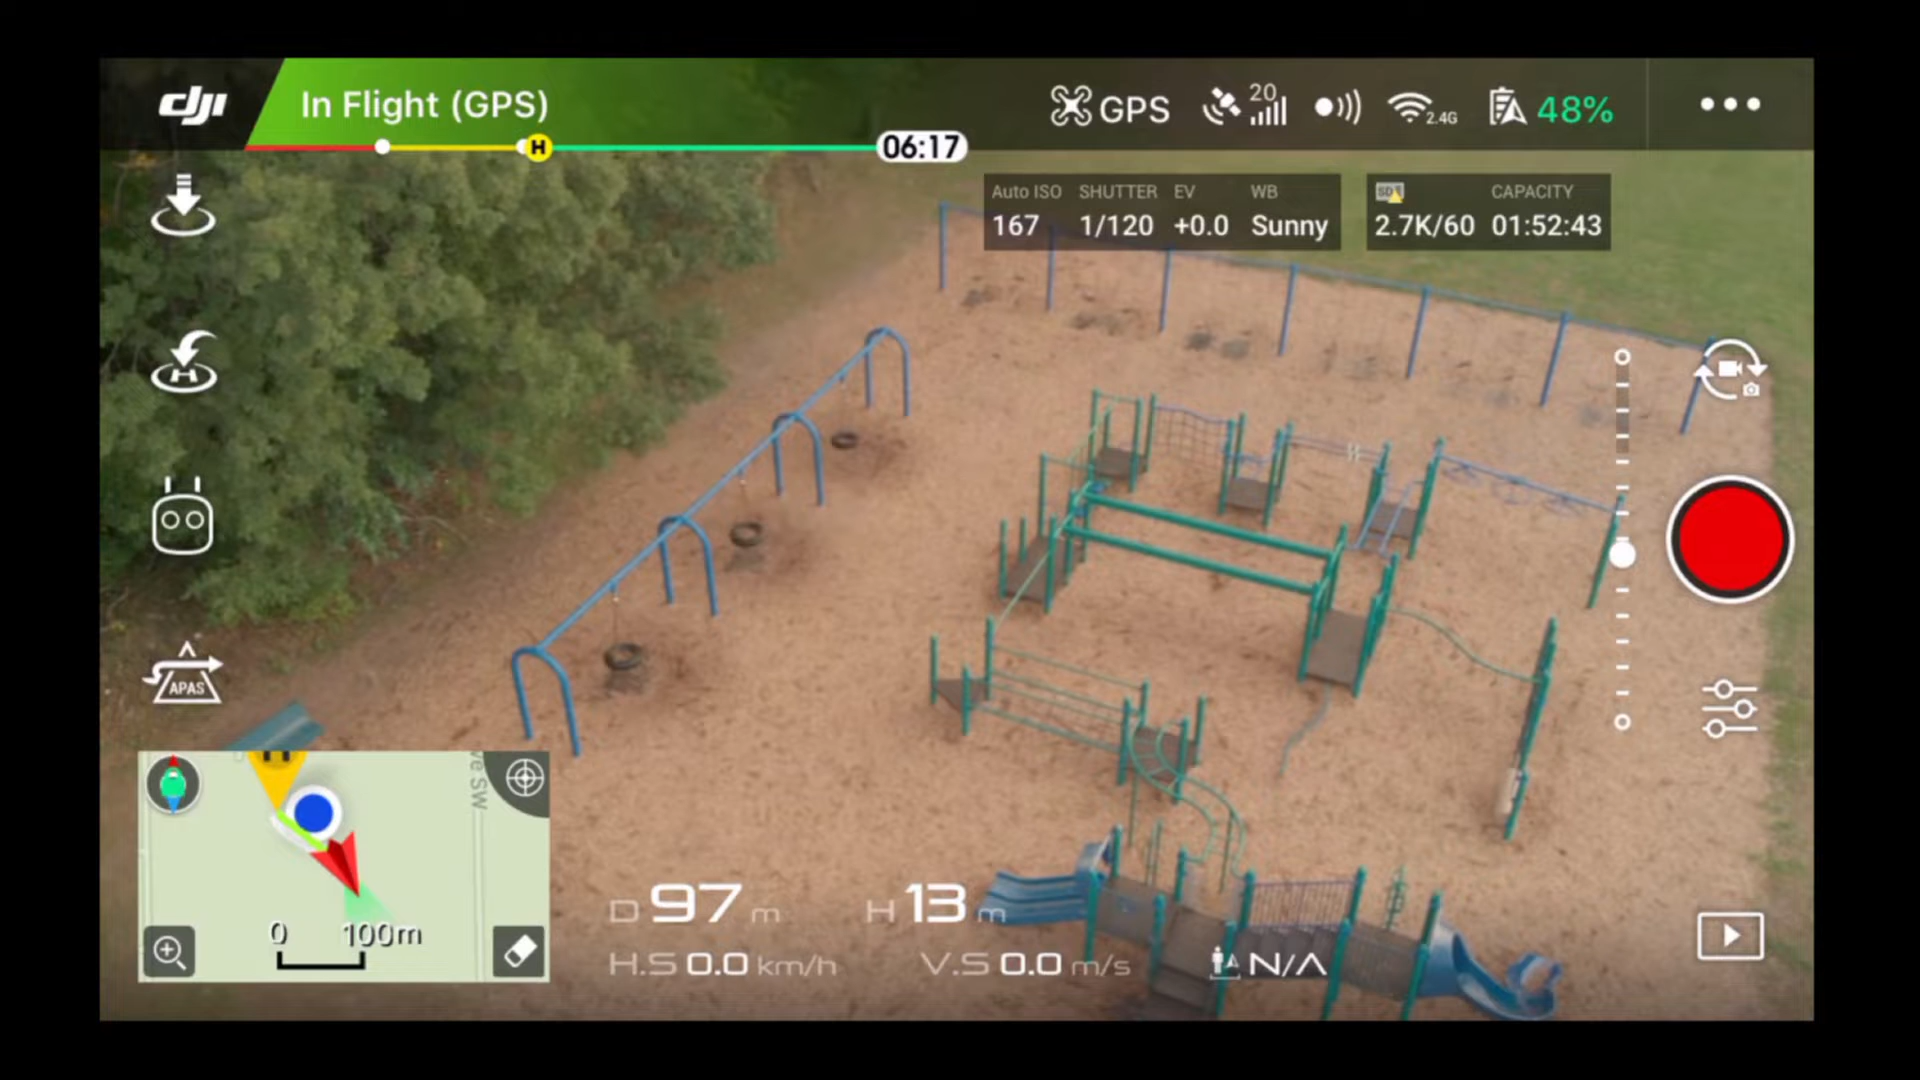 dji
In Flight (GPS)
H
06:17
GPS
20
2.4G
48%
Auto ISO SHUTTER EV WB
167 1/120 +0.0 Sunny
SD
CAPACITY
2.7K/60 01:52:43
H
APAS
ve SW
0 100m
D 97 m
H 13 m
H.S 0.0 km/h
V.S 0.0 m/s
N/A